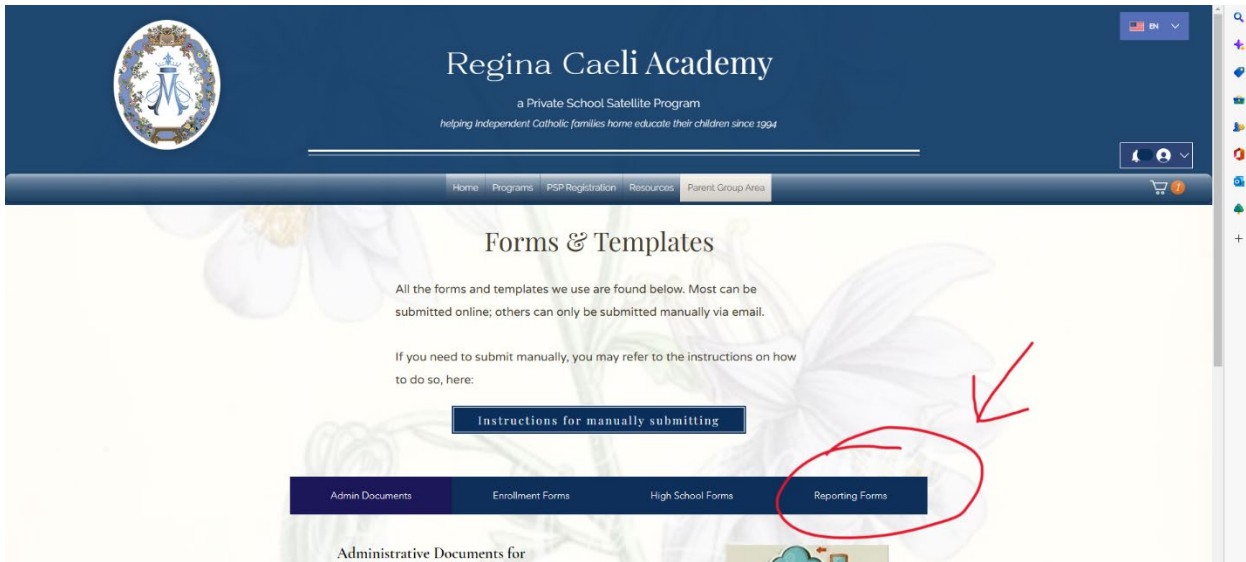 EN
Regina Caeli Academy
a Private School Satellite Program
helping Independent Catholic families home educate their children since 1994
Home Programs PSP Registration Resources Parent Group Area
1
Forms & Templates
All the forms and templates we use are found below. Most can be
submitted online; others can only be submitted manually via email.
If you need to submit manually, you may refer to the instructions on how
to do so, here:
Instructions for manually submitting
Admin Documents Enrollment Forms High School Forms Reporting Forms
Administrative Documents for